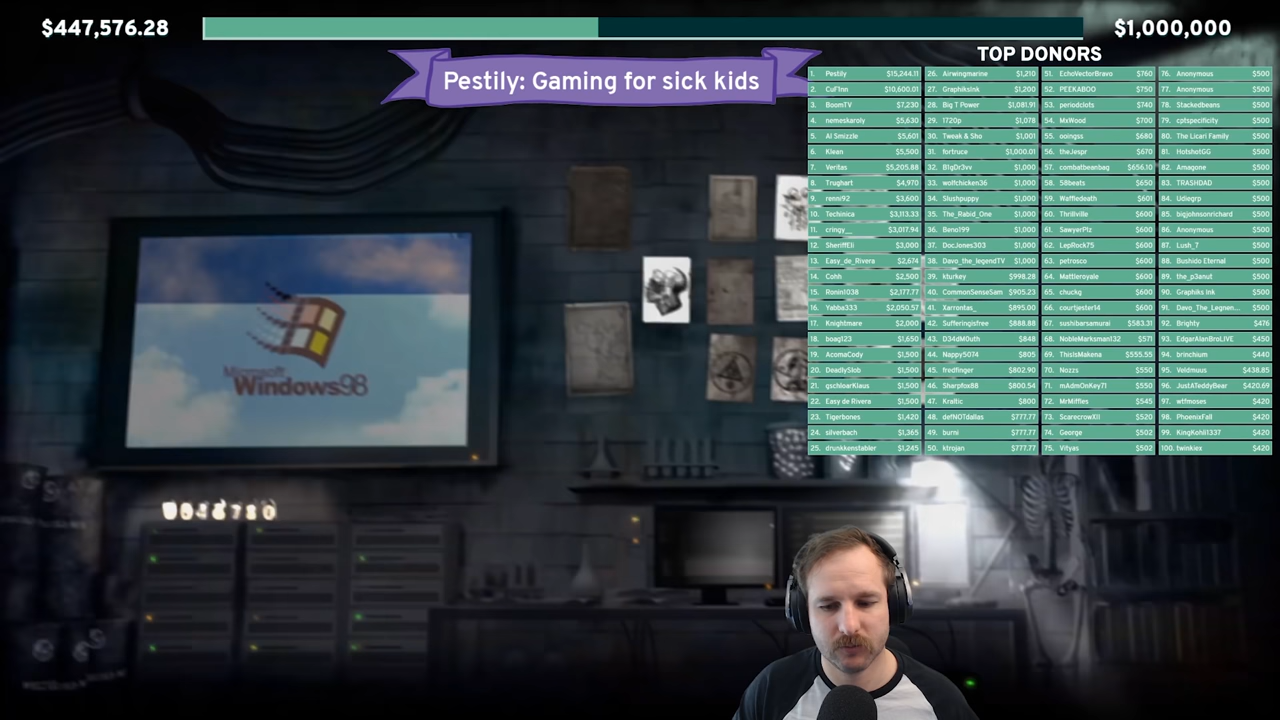 $447,576.28
$1,000,000
Pestily: Gaming for sick kids
TOP DONORS
1. Pestily $15,244.11
2. CuF1nn $10,600.01
3. BoomTV $7,230
4. nemeskaroly $5,630
5. Al Smizzle $5,601
6. Klean $5,500
7. Veritas $5,205.88
8. Trughart $4,970
9. renni92 $3,600
10. Techinica $3,113.33
11. cringy__ $3,017.94
12. SheriffEli $3,000
13. Easy_de_Rivera $2,674
14. Cohh $2,500
15. Ronin1038 $2,177.77
16. Yabba333 $2,050.57
17. Knightmare $2,000
18. boag123 $1,650
19. AcomaCody $1,500
20. DeadlySlob $1,500
21. gschloarKlaus $1,500
22. Easy de Rivera $1,500
23. Tigerbones $1,420
24. silverbach $1,365
25. drunkkenstabler $1,245
26. Airwingmarine $1,210
27. GraphiksInk $1,200
28. Big T Power $1,081.91
29. 1720p $1,078
30. Tweak & Sho $1,001
31. fortruce $1,000.01
32. B1gDr3vv $1,000
33. wolfchicken36 $1,000
34. Slushpuppy $1,000
35. The_Rabid_One $1,000
36. Beno199 $1,000
37. DocJones303 $1,000
38. Davo_the_legendTV $1,000
39. kturkey $998.28
40. CommonSenseSam $905.23
41. Xarrontas_ $895.00
42. Sufferingisfree $888.88
43. D34dM0uth $848
44. Nappy5074 $805
45. fredfinger $802.90
46. Sharpfox88 $800.54
47. Kraltic $800
48. defNOTdallas $777.77
49. burni $777.77
50. ktrojan $777.77
51. EchoVectorBravo $760
52. PEEKABOO $750
53. periodclots $740
54. MxWood $700
55. ooingss $680
56. theJespr $670
57. combatbeanbag $656.10
58. 58beats $650
59. Waffledeath $601
60. Thrillville $600
61. SawyerPlz $600
62. LepRock75 $600
63. petrosco $600
64. Mattieroyale $600
65. chuckg $600
66. courtjester14 $600
67. sushibarsamurai $583.31
68. NobleMarksman132 $571
69. ThisIsMakena $555.55
70. Nozzs $550
71. mAdmOnKey71 $550
72. MrMiffles $545
73. ScarecrowXII $520
74. George $502
75. Vityas $502
76. Anonymous $500
77. Anonymous $500
78. Stackedbeans $500
79. cptspecificity $500
80. The Licari Family $500
81. HotshotGG $500
82. Amagone $500
83. TRASHDAD $500
84. Udiegrp $500
85. bigjohnsonrichard $500
86. Anonymous $500
87. Lush_7 $500
88. Bushido Eternal $500
89. the_p3anut $500
90. Graphiks Ink $500
91. Davo_The_Legnen... $500
92. Brighty $476
93. EdgarAlanBroLIVE $450
94. brinchium $440
95. Veldmuus $438.85
96. JustATeddyBear $420.69
97. wtfmoses $420
98. PhoenixFall $420
99. KingKohli1337 $420
100. twinkiex $420
Microsoft
Windows98